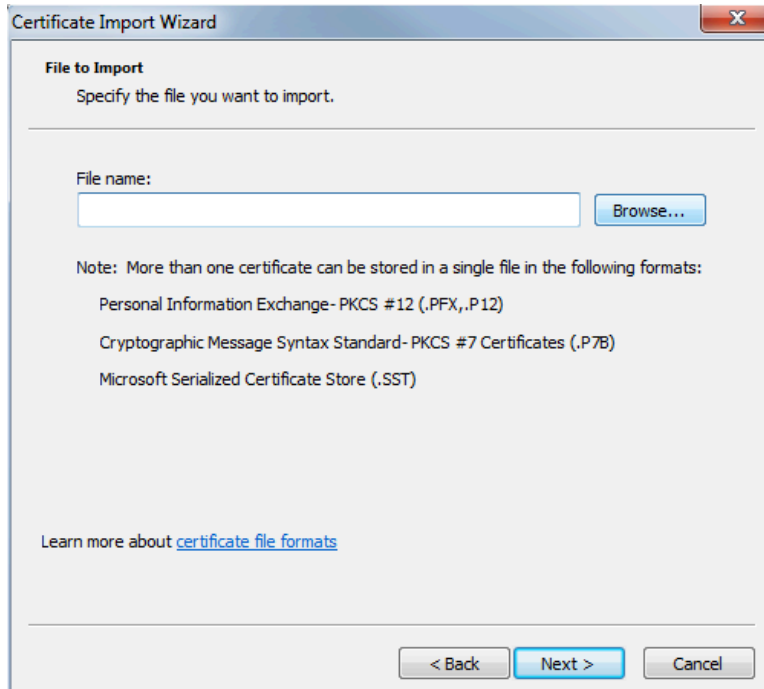 Certificate Import Wizard
File to Import
Specify the file you want to import.
File name:
Browse...
Note: More than one certificate can be stored in a single file in the following formats:
Personal Information Exchange- PKCS #12 (.PFX,.P12)
Cryptographic Message Syntax Standard- PKCS #7 Certificates (.P7B)
Microsoft Serialized Certificate Store (.SST)
Learn more about certificate file formats
< Back Next > Cancel